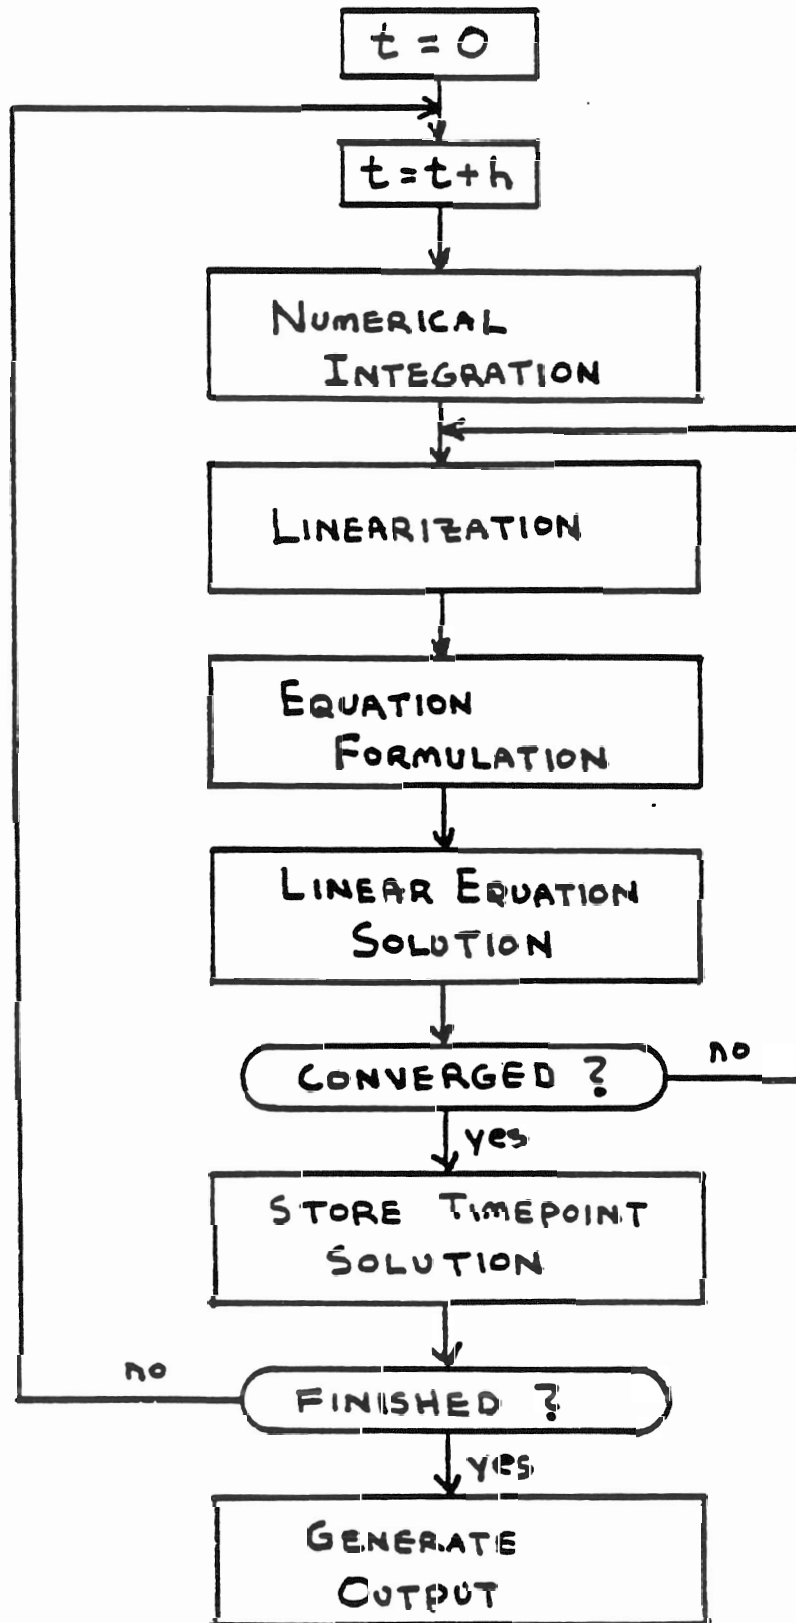 t = 0
t = t + h
NUMERICAL
INTEGRATION
LINEARIZATION
EQUATION
FORMULATION
LINEAR EQUATION
SOLUTION
CONVERGED ?
no
yes
STORE TIMEPOINT
SOLUTION
no
FINISHED ?
yes
GENERATE
OUTPUT